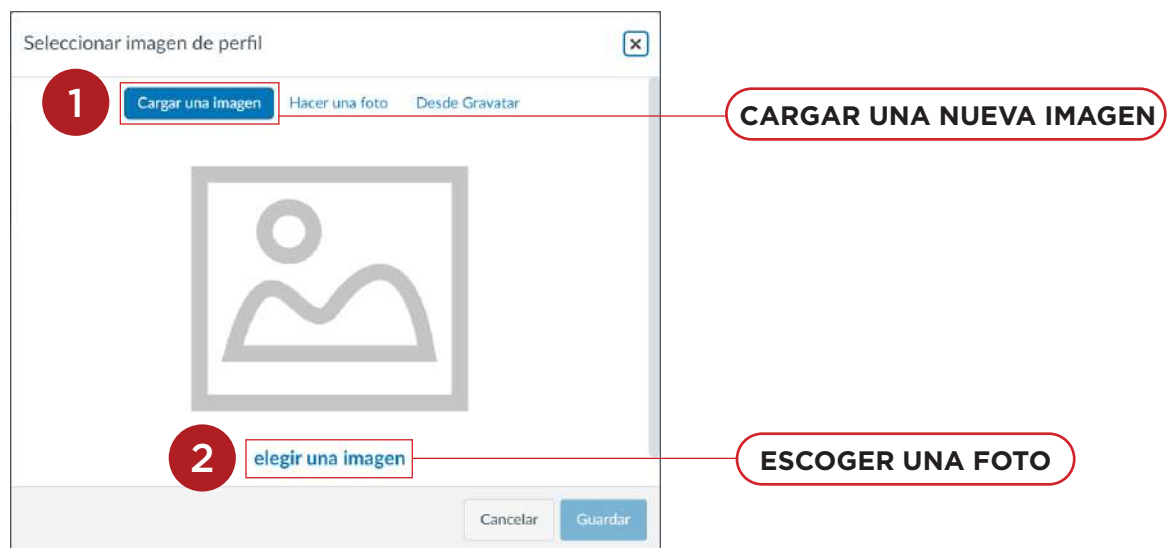 Seleccionar imagen de perfil
1
Cargar una imagen Hacer una foto Desde Gravatar
CARGAR UNA NUEVA IMAGEN
2
elegir una imagen
ESCOGER UNA FOTO
Cancelar Guardar